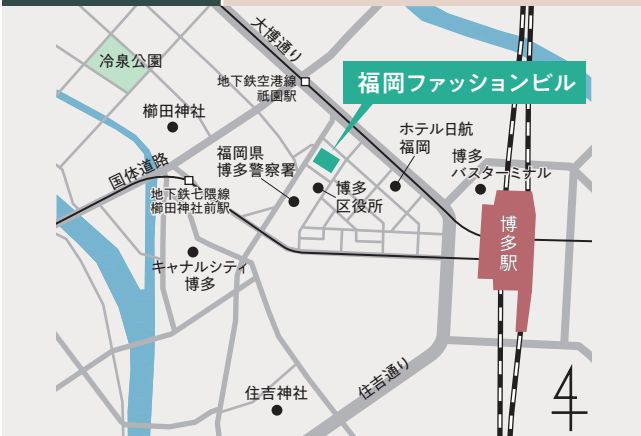 大博通り
冷泉公園
地下鉄空港線
祇園駅
福岡ファッションビル
櫛田神社
ホテル日航
福岡
福岡県
博多警察署
博多
バスターミナル
国体道路
地下鉄七隈線
櫛田神社前駅
博多
区役所
博多駅
キャナルシティ
博多
住吉通り
住吉神社